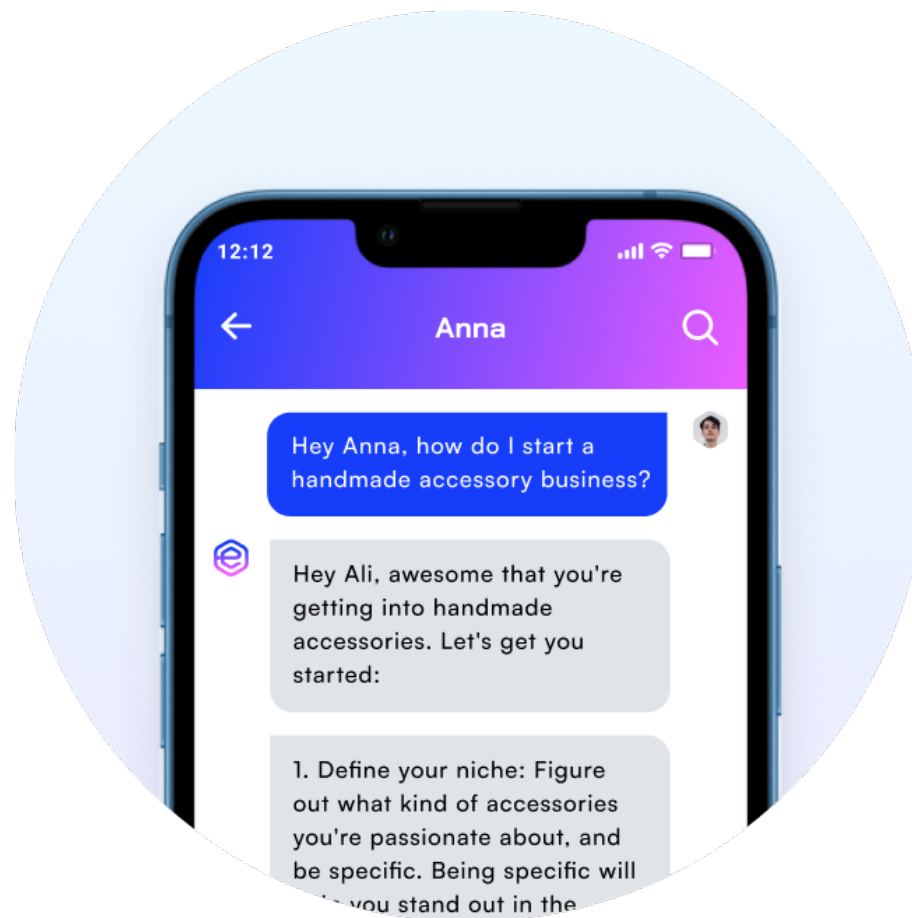 12:12
Anna
Hey Anna, how do I start a
handmade accessory business?
Hey Ali, awesome that you're
getting into handmade
accessories. Let's get you
started:
1. Define your niche: Figure
out what kind of accessories
you're passionate about, and
be specific. Being specific will
you stand out in the